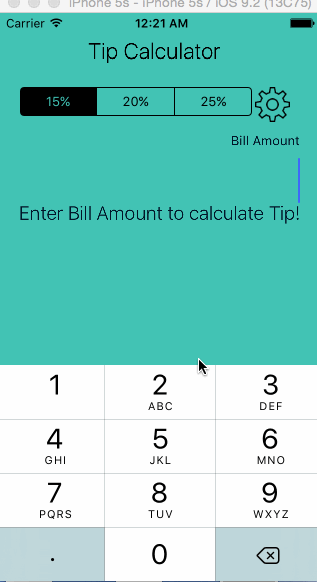 iPhone 5s - iPhone 5s / iOS 9.2 (13C75)
Carrier 12:21 AM
Tip Calculator
15% 20% 25%
Bill Amount
Enter Bill Amount to calculate Tip!
1 2 3
ABC DEF
4 5 6
GHI JKL MNO
7 8 9
PQRS TUV WXYZ
. 0